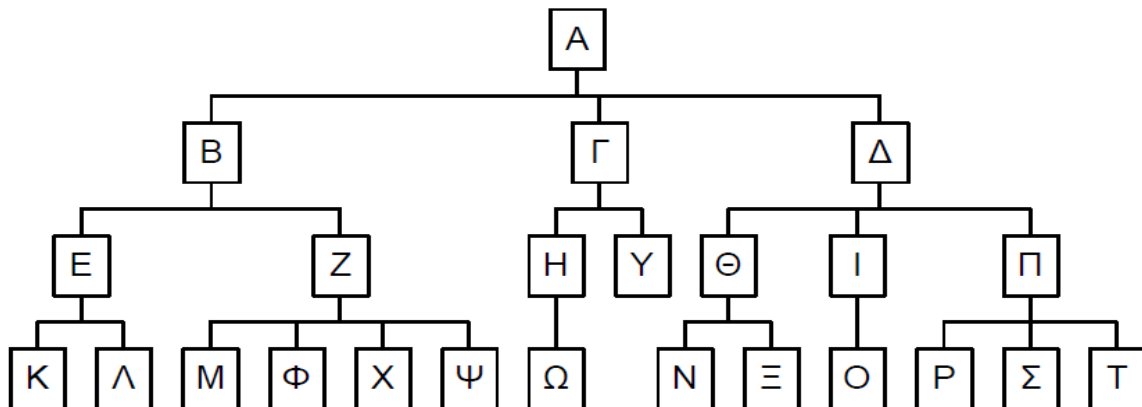 Α
Β Γ Δ
Ε Ζ Η Υ Θ Ι Π
Κ Λ Μ Φ Χ Ψ Ω Ν Ξ Ο Ρ Σ Τ